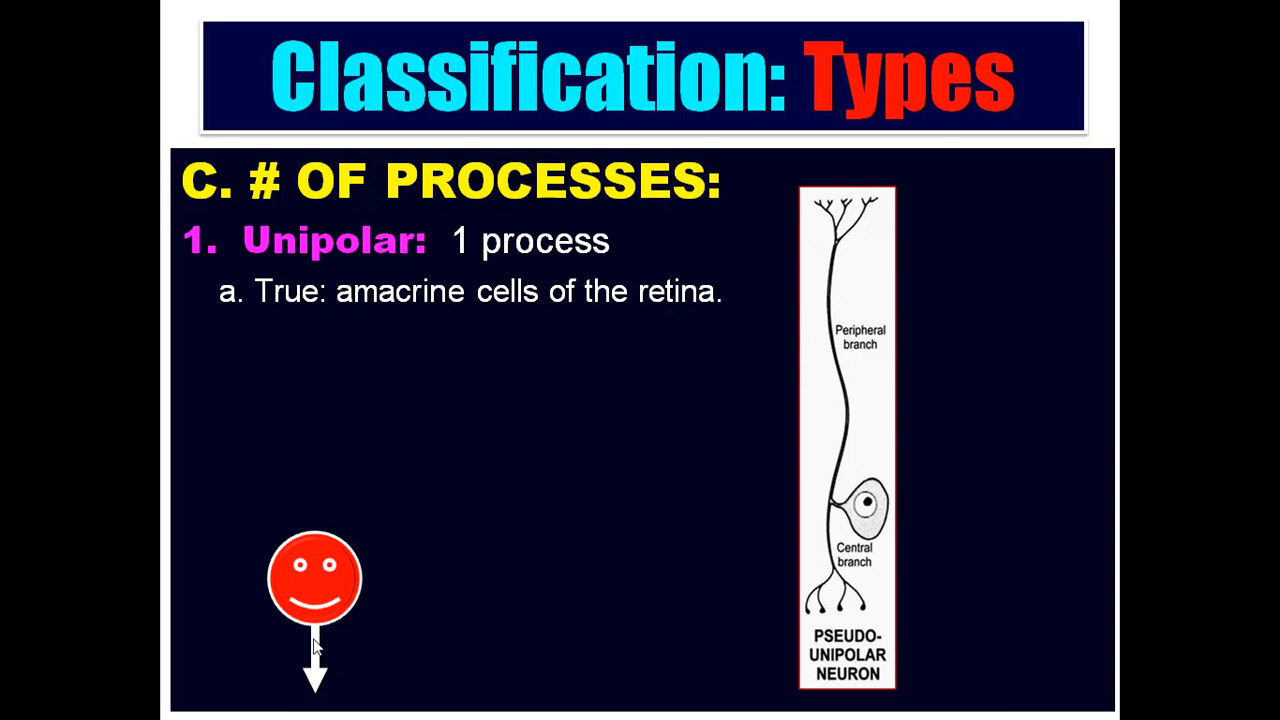 Classification: Types
C. # OF PROCESSES:
1. Unipolar: 1 process
a. True: amacrine cells of the retina.
Peripheral
branch
Central
branch
PSEUDO-
UNIPOLAR
NEURON